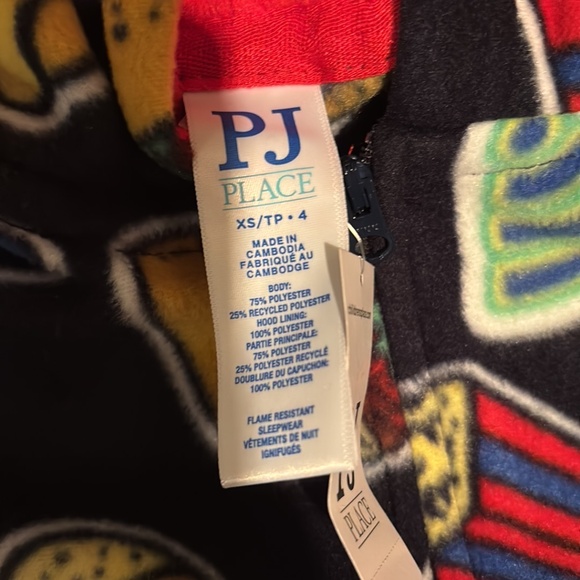 PJ
PLACE
XS/TP • 4
MADE IN
CAMBODIA
FABRIQUÉ AU
CAMBODGE
BODY:
75% POLYESTER
25% RECYCLED POLYESTER
HOOD LINING:
100% POLYESTER
PARTIE PRINCIPALE:
75% POLYESTER
25% POLYESTER RECYCLÉ
DOUBLURE DU CAPUCHON:
100% POLYESTER
FLAME RESISTANT
SLEEPWEAR
VÊTEMENTS DE NUIT
IGNIFUGÉS
PJ
PLACE